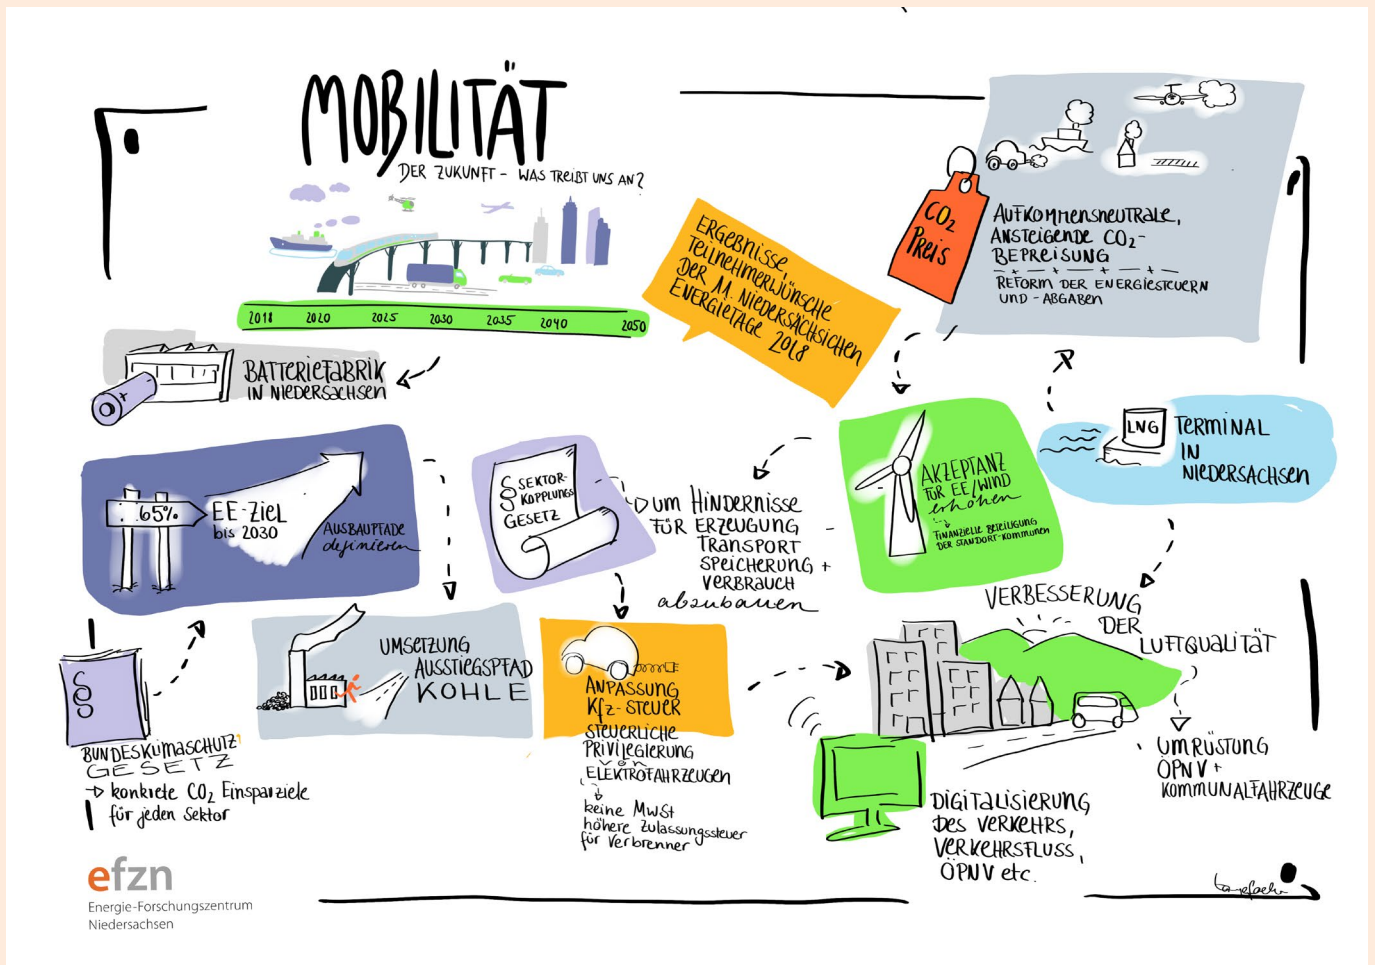 MOBILITÄT
DER ZUKUNFT - WAS TREIBT UNS AN?
2018 2020 2025 2030 2035 2040 2050
ERGEBNISSE
TEILNEHMERWÜNSCHE
DER 11. NIEDERSÄCHSICHEN
ENERGIETAGE 2018
CO2
PREIS
AUFKOMMENSNEUTRALE,
ANSTEIGENDE CO2-
BEPREISUNG
REFORM DER ENERGIESTEUERN
UND -ABGABEN
BATTERIEFABRIK
IN NIEDERSACHSEN
+
65%
EE-ZIEL
bis 2030
AUSBAUPFADE
definieren
§ SEKTOR-
§ KOPPLUNGS
GESETZ
UM HINDERNISSE
FÜR ERZEUGUNG
TRANSPORT
SPEICHERUNG +
VERBRAUCH
abzubauen
AKZEPTANZ
FÜR EE/WIND
erhöhen
FINANZIELLE BETEILIGUNG
DER STANDORT-KOMMUNEN
LNG
TERMINAL
IN
NIEDERSACHSEN
§
BUNDESKLIMASCHUTZ
GESETZ
→ konkrete CO2 Einsparziele
für jeden Sektor
UMSETZUNG
AUSSTIEGSPFAD
KOHLE
ANPASSUNG
Kfz-STEUER
STEUERLICHE
PRIVILEGIERUNG
VON
ELEKTROFAHRZEUGEN
keine MwSt
höhere Zulassungssteuer
für Verbrenner
VERBESSERUNG
DER
LUFTQUALITÄT
UMRÜSTUNG
ÖPNV +
KOMMUNALFAHRZEUGE
DIGITALISIERUNG
DES VERKEHRS,
VERKEHRSFLUSS,
ÖPNV etc.
efzn
Energie-Forschungszentrum
Niedersachsen